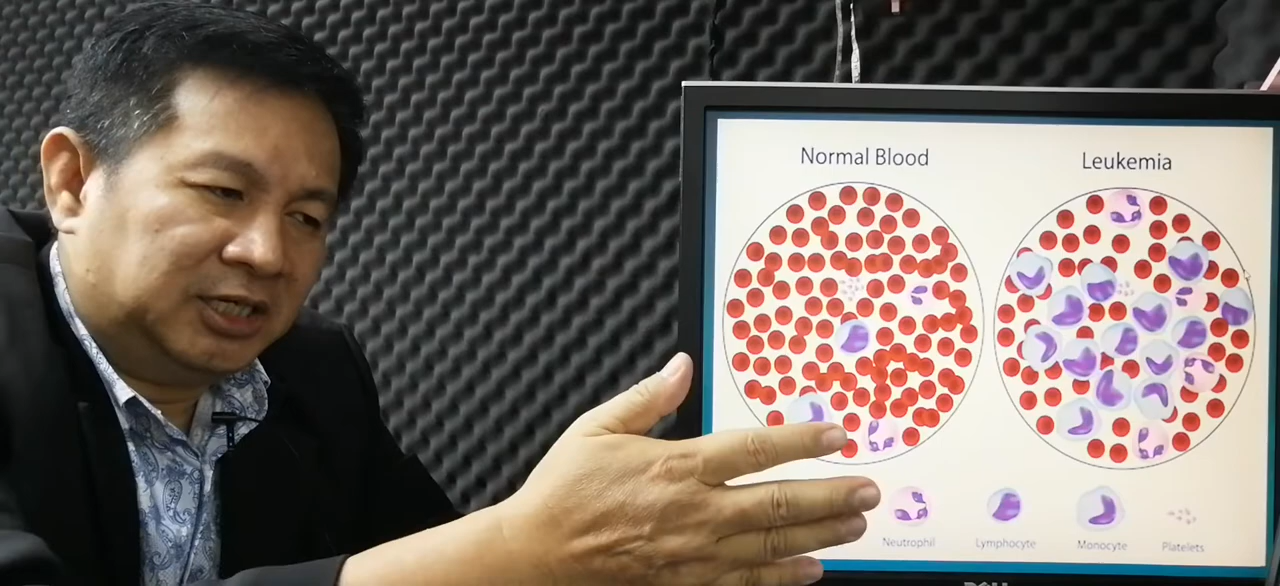 Normal Blood
Leukemia
Neutrophil
Lymphocyte
Monocyte
Platelets